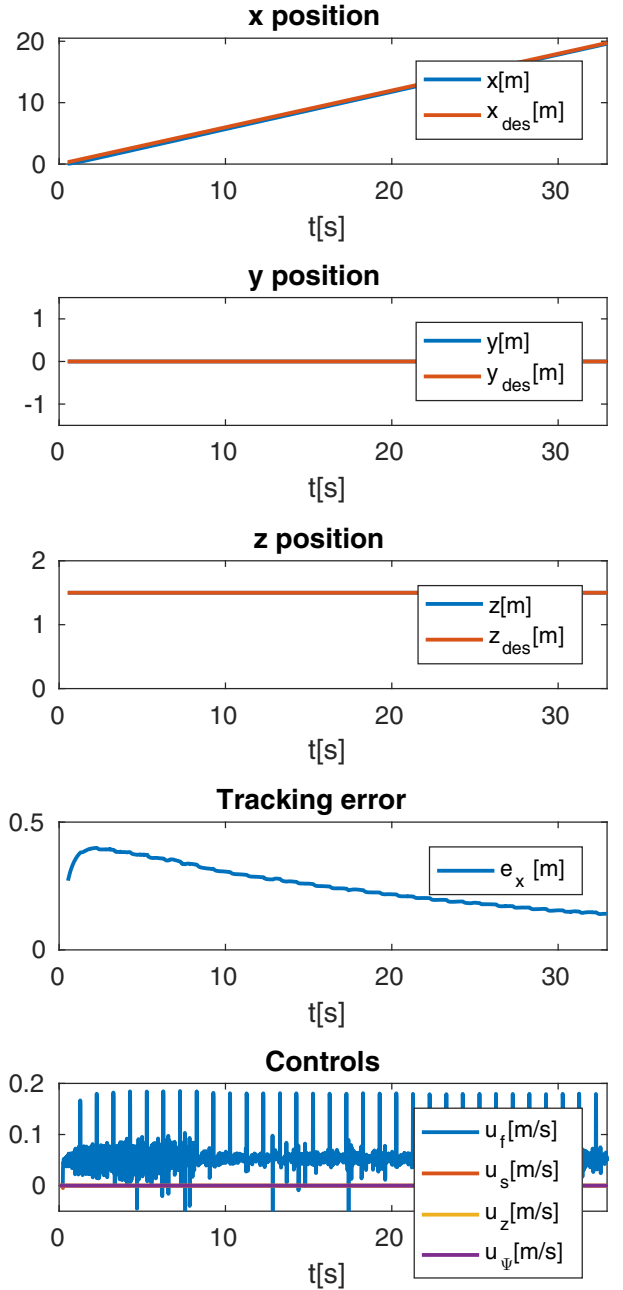 x position
20
10
0
x[m]
x_des[m]
0 10 20 30
t[s]
y position
1
0
-1
y[m]
y_des[m]
0 10 20 30
t[s]
z position
2
1
0
z[m]
z_des[m]
0 10 20 30
t[s]
Tracking error
0.5
0
e_x [m]
0 10 20 30
t[s]
Controls
0.2
0.1
0
u_f[m/s]
u_s[m/s]
u_z[m/s]
u_Ψ[m/s]
0 10 20 30
t[s]